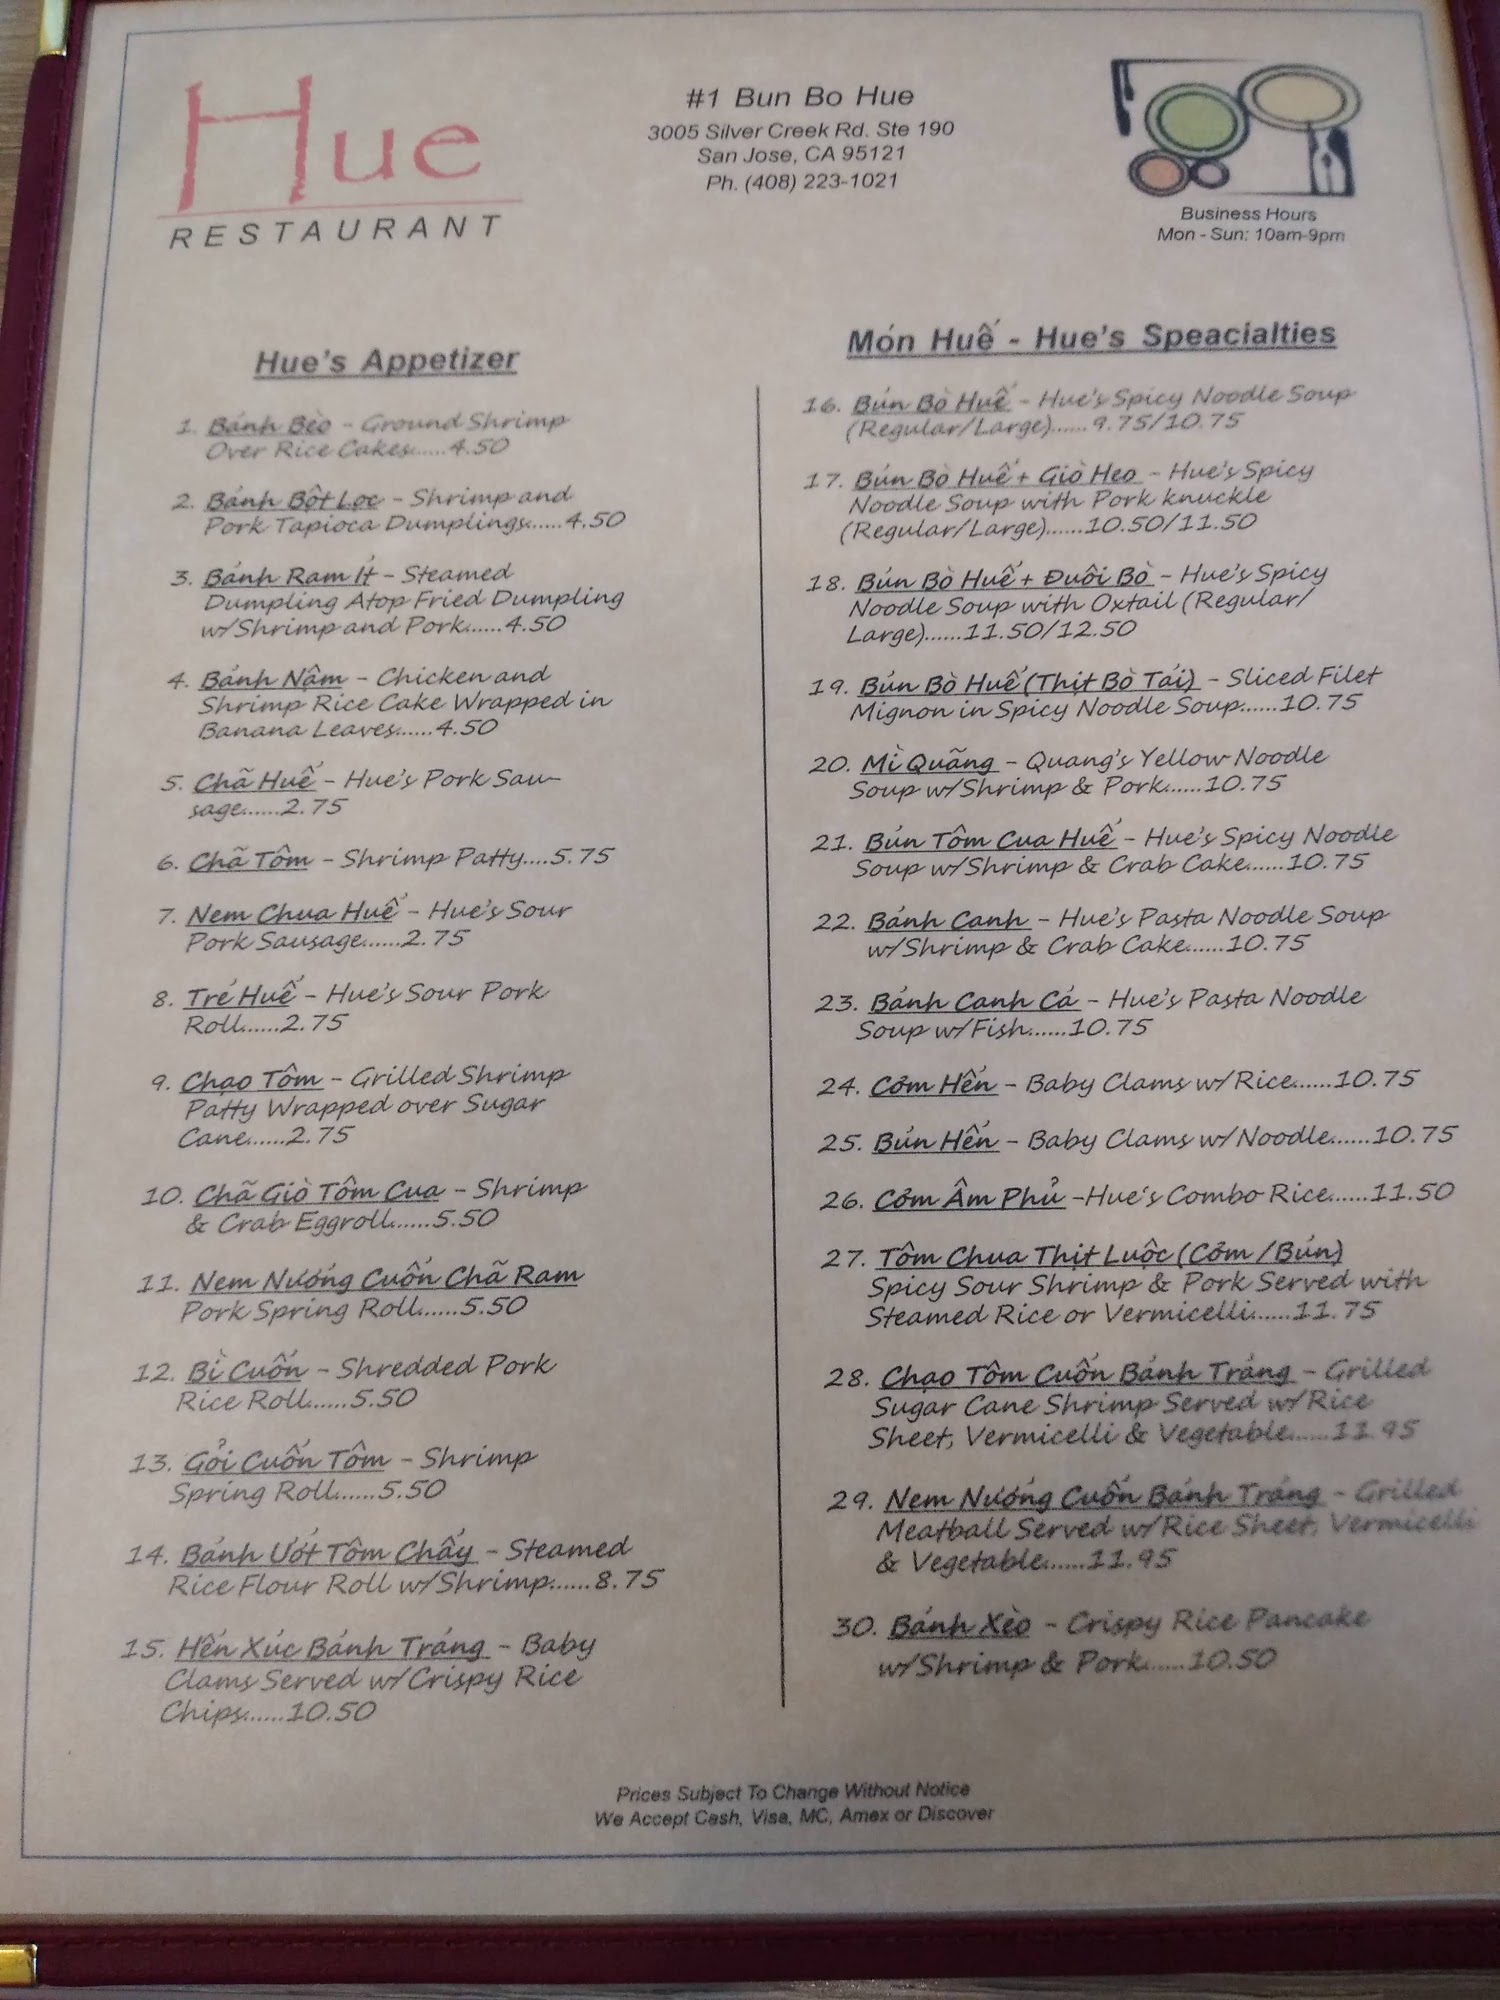 Hue
RESTAURANT
#1 Bun Bo Hue
3005 Silver Creek Rd. Ste 190
San Jose, CA 95121
Ph. (408) 223-1021
Business Hours
Mon - Sun: 10am-9pm
Hue's Appetizer
1. Bánh Bèo - Ground Shrimp
Over Rice Cakes......4.50
2. Bánh Bột Lọc - Shrimp and
Pork Tapioca Dumplings......4.50
3. Bánh Ram Ít - Steamed
Dumpling Atop Fried Dumpling
w/Shrimp and Pork......4.50
4. Bánh Nậm - Chicken and
Shrimp Rice Cake Wrapped in
Banana Leaves......4.50
5. Chã Huế - Hue's Pork Sau-
sage......2.75
6. Chã Tôm - Shrimp Patty....5.75
7. Nem Chua Huế - Hue's Sour
Pork Sausage......2.75
8. Tré Huế - Hue's Sour Pork
Roll......2.75
9. Chạo Tôm - Grilled Shrimp
Patty Wrapped over Sugar
Cane......2.75
10. Chã Giò Tôm Cua - Shrimp
& Crab Eggroll......5.50
11. Nem Nướng Cuốn Chã Ram
Pork Spring Roll......5.50
12. Bì Cuốn - Shredded Pork
Rice Roll......5.50
13. Gỏi Cuốn Tôm - Shrimp
Spring Roll......5.50
14. Bánh Ướt Tôm Chấy - Steamed
Rice Flour Roll w/Shrimp......8.75
15. Hến Xúc Bánh Tráng - Baby
Clams Served w/Crispy Rice
Chips......10.50
Món Huế - Hue's Speacialties
16. Bún Bò Huế - Hue's Spicy Noodle Soup
(Regular/Large)......9.75/10.75
17. Bún Bò Huế + Giò Heo - Hue's Spicy
Noodle Soup with Pork knuckle
(Regular/Large)......10.50/11.50
18. Bún Bò Huế + Đuôi Bò - Hue's Spicy
Noodle Soup with Oxtail (Regular/
Large)......11.50/12.50
19. Bún Bò Huế (Thịt Bò Tái) - Sliced Filet
Mignon in Spicy Noodle Soup......10.75
20. Mì Quãng - Quang's Yellow Noodle
Soup w/Shrimp & Pork......10.75
21. Bún Tôm Cua Huế - Hue's Spicy Noodle
Soup w/Shrimp & Crab Cake......10.75
22. Bánh Canh - Hue's Pasta Noodle Soup
w/Shrimp & Crab Cake......10.75
23. Bánh Canh Cá - Hue's Pasta Noodle
Soup w/Fish......10.75
24. Cơm Hến - Baby Clams w/Rice......10.75
25. Bún Hến - Baby Clams w/Noodle......10.75
26. Cơm Âm Phủ -Hue's Combo Rice......11.50
27. Tôm Chua Thịt Luộc (Cơm /Bún)
Spicy Sour Shrimp & Pork Served with
Steamed Rice or Vermicelli......11.75
28. Chạo Tôm Cuốn Bánh Tráng - Grilled
Sugar Cane Shrimp Served w/Rice
Sheet, Vermicelli & Vegetable......11.95
29. Nem Nướng Cuốn Bánh Tráng - Grilled
Meatball Served w/Rice Sheet, Vermicelli
& Vegetable......11.95
30. Bánh Xèo - Crispy Rice Pancake
w/Shrimp & Pork......10.50
Prices Subject To Change Without Notice
We Accept Cash, Visa, MC, Amex or Discover